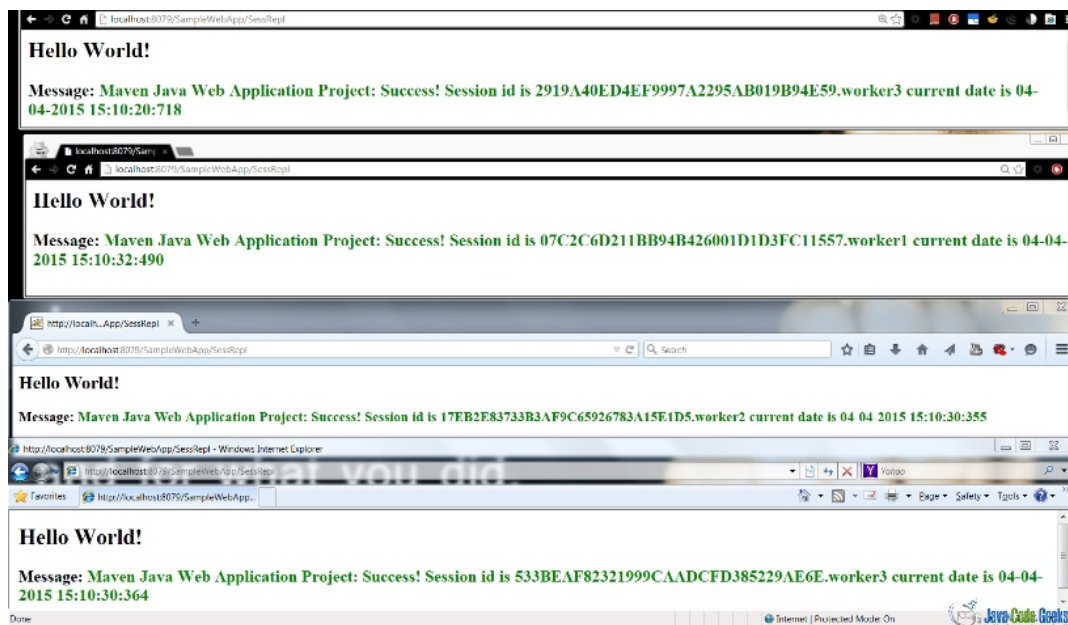 localhost:8079/SampleWebApp/SessRepl
Hello World!
Message: Maven Java Web Application Project: Success! Session id is 2919A40ED4EF9997A2295AB019B94E59.worker3 current date is 04-
04-2015 15:10:20:718
localhost:8079/Samp
localhost:8079/SampleWebApp/SessRepl
Hello World!
Message: Maven Java Web Application Project: Success! Session id is 07C2C6D211BB94B426001D1D3FC11557.worker1 current date is 04-04-
2015 15:10:32:490
http://localh...App/SessRepl
http://localhost:8079/SampleWebApp/SessRepl
Search
Hello World!
Message: Maven Java Web Application Project: Success! Session id is 17EB2E83733B3AF9C65926783A15E1D5.worker2 current date is 04-04-2015 15:10:30:355
http://localhost:8079/SampleWebApp/SessRepl - Windows Internet Explorer
http://localhost:8079/SampleWebApp/SessRepl
Yahoo
for what you did.
Favorites
http://localhost:8079/SampleWebApp...
Page
Safety
Tools
Hello World!
Message: Maven Java Web Application Project: Success! Session id is 533BEAF82321999CAADCFD385229AE6E.worker3 current date is 04-04-
2015 15:10:30:364
Done
Internet | Protected Mode: On
Java Code Geeks